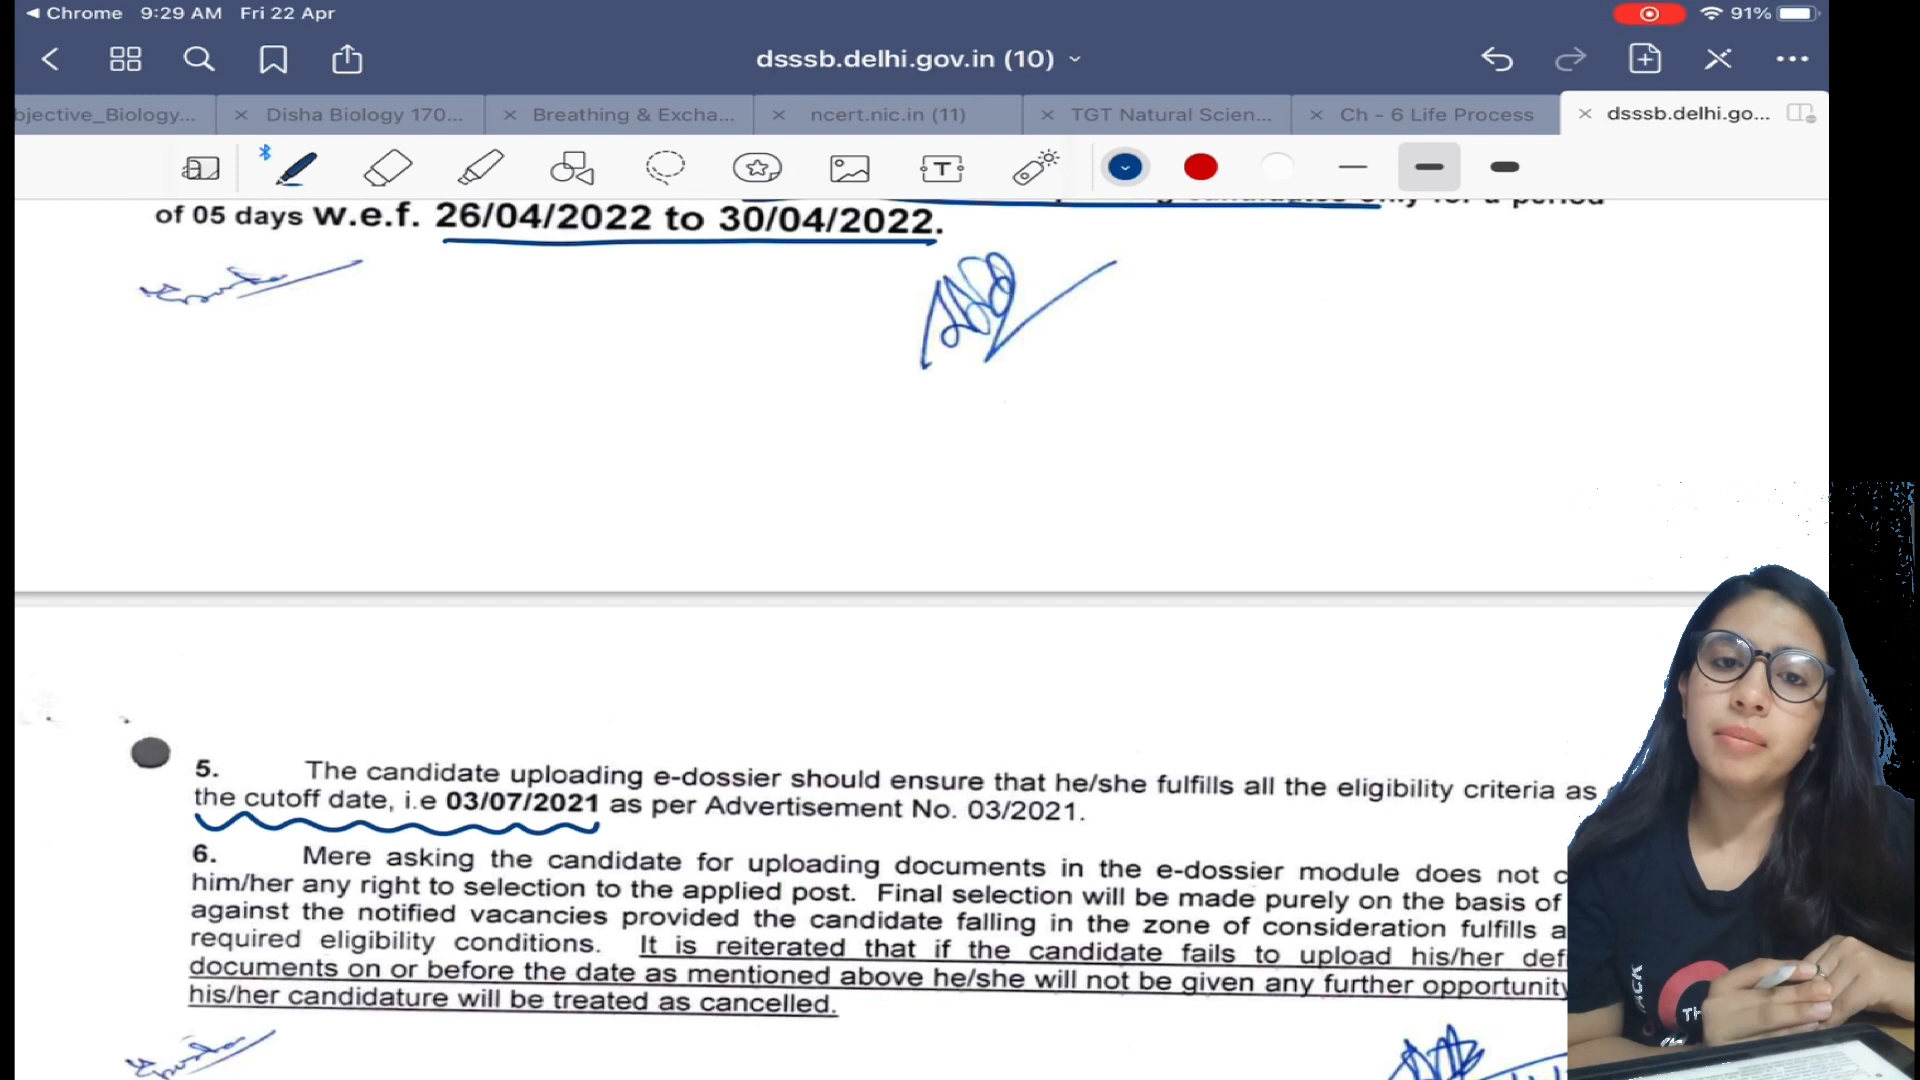 Chrome 9:29 AM Fri 22 Apr 91%
dsssb.delhi.gov.in (10)
bjective_Biology... Disha Biology 170... Breathing & Excha... ncert.nic.in (11) TGT Natural Scien... Ch - 6 Life Process dsssb.delhi.go...
T
of 05 days w.e.f. 26/04/2022 to 30/04/2022.
5. The candidate uploading e-dossier should ensure that he/she fulfills all the eligibility criteria as
the cutoff date, i.e 03/07/2021 as per Advertisement No. 03/2021.
6. Mere asking the candidate for uploading documents in the e-dossier module does not c
him/her any right to selection to the applied post. Final selection will be made purely on the basis of
against the notified vacancies provided the candidate falling in the zone of consideration fulfills a
required eligibility conditions. It is reiterated that if the candidate fails to upload his/her def
documents on or before the date as mentioned above he/she will not be given any further opportunity
his/her candidature will be treated as cancelled.